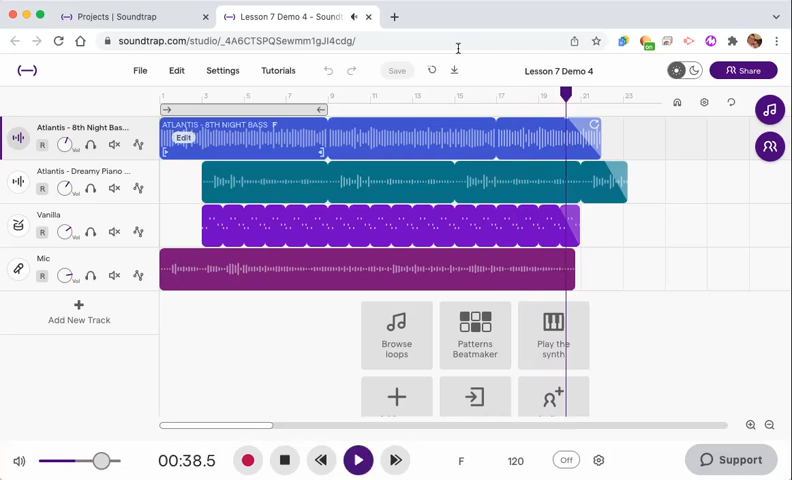 Projects | Soundtrap
Lesson 7 Demo 4 - Soundt
soundtrap.com/studio/_4A6CTSPQSewmm1gJI4cdg/
on
File Edit Settings Tutorials Save Lesson 7 Demo 4 Share
1 3 5 7 9 11 13 15 17 19 23
Atlantis - 8th Night Bas...
R Vol
ATLANTIS - 8TH NIGHT BASS F
Edit
Atlantis - Dreamy Piano ...
R Vol
Vanilla
R Vol
Mic
R Vol
+
Add New Track
Browse loops
Patterns Beatmaker
Play the synth
00:38.5 F 120 Off Support